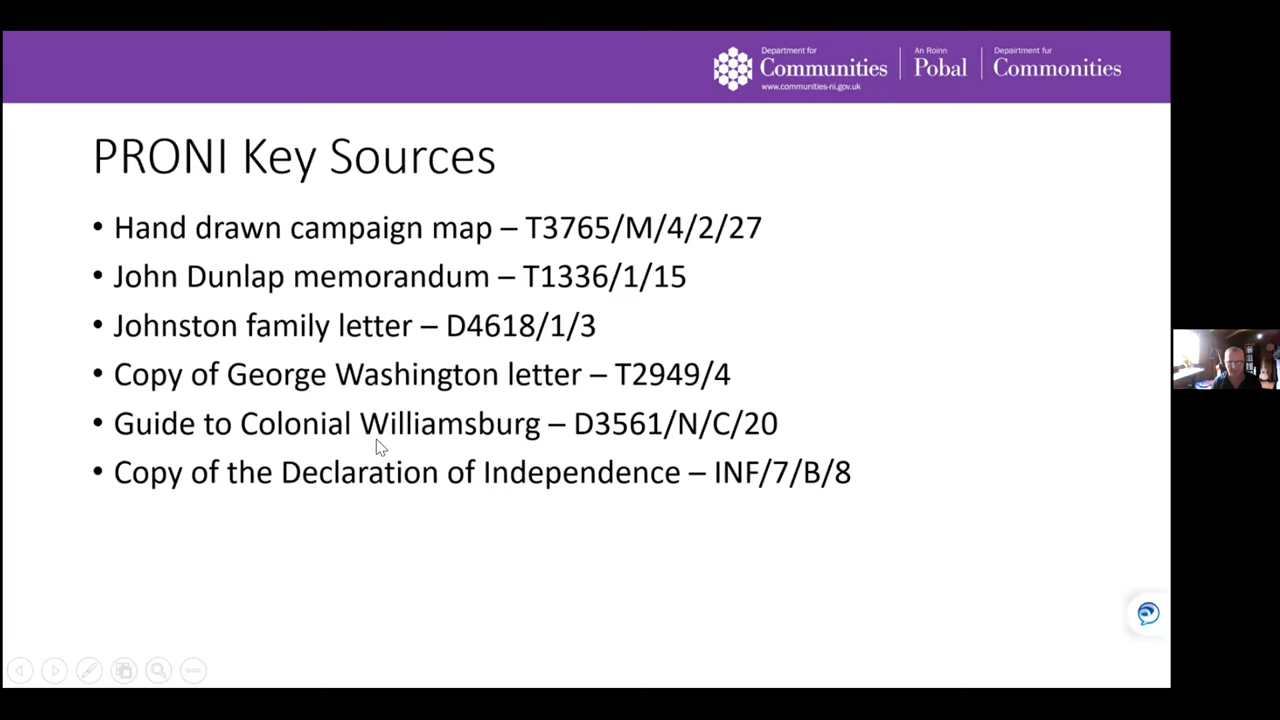 Department for
Communities
www.communities-ni.gov.uk
An Roinn
Pobal
Depairtment fur
Commonities
PRONI Key Sources
• Hand drawn campaign map – T3765/M/4/2/27
• John Dunlap memorandum – T1336/1/15
• Johnston family letter – D4618/1/3
• Copy of George Washington letter – T2949/4
• Guide to Colonial Williamsburg – D3561/N/C/20
• Copy of the Declaration of Independence – INF/7/B/8